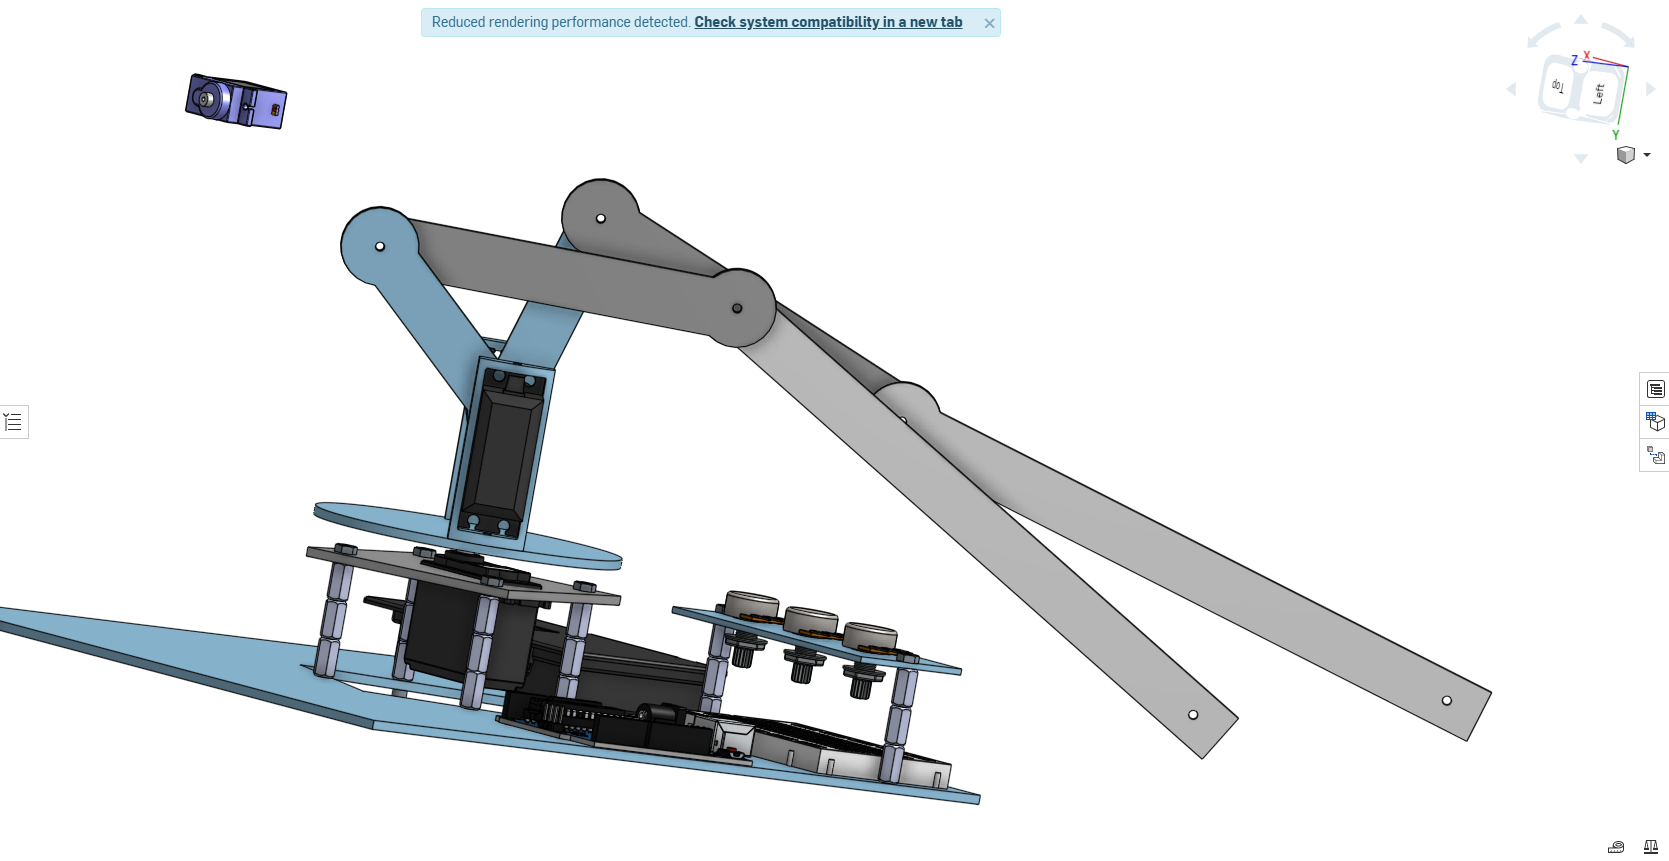 Reduced rendering performance detected. Check system compatibility in a new tab ×
X
Z
Top
Left
Y